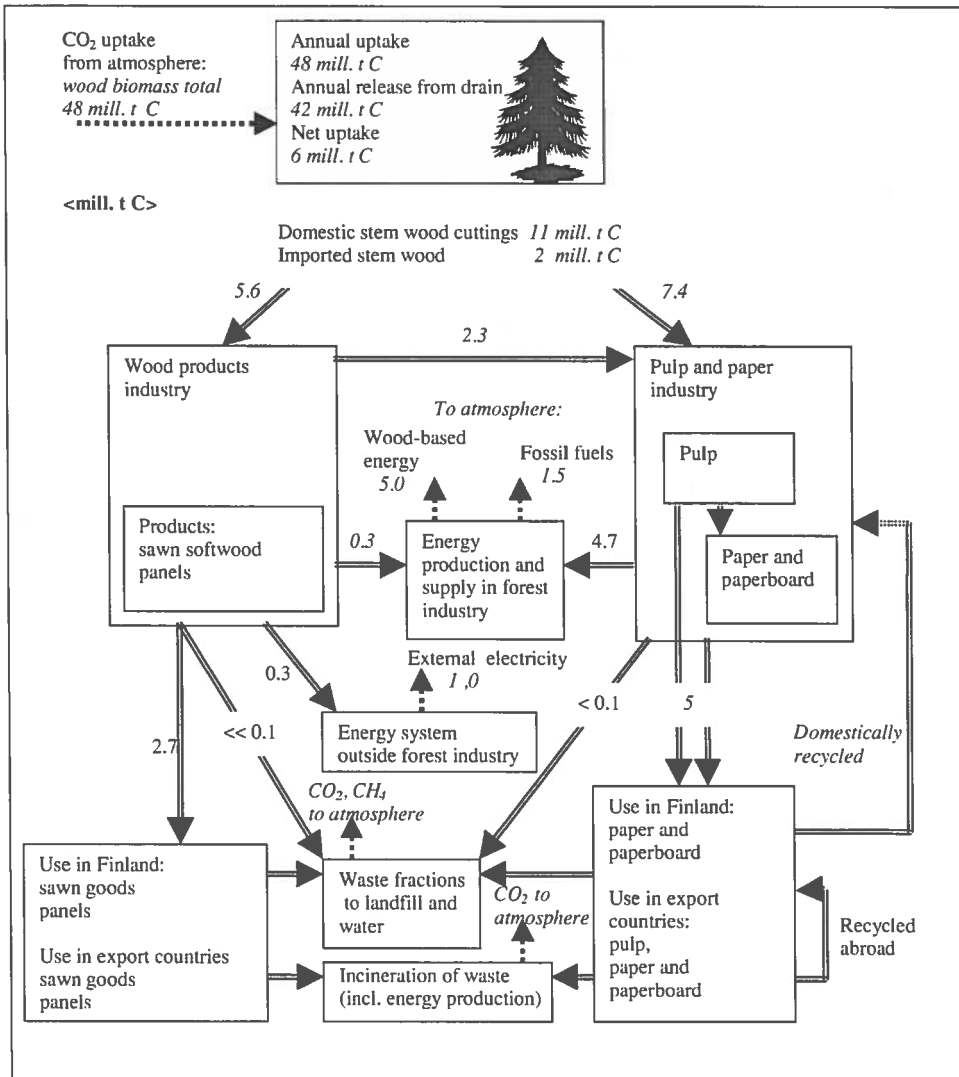 CO₂ uptake
from atmosphere:
wood biomass total
48 mill. t C
Annual uptake
48 mill. t C
Annual release from drain
42 mill. t C
Net uptake
6 mill. t C
<mill. t C>
Domestic stem wood cuttings 11 mill. t C
Imported stem wood 2 mill. t C
5.6
7.4
2.3
Wood products
industry
Pulp and paper
industry
To atmosphere:
Wood-based
energy
5.0
Fossil fuels
1.5
Pulp
Products:
sawn softwood
panels
0.3
Energy
production and
supply in forest
industry
4.7
Paper and
paperboard
0.3
External electricity
1,0
<< 0.1
< 0.1
5
2.7
Energy system
outside forest industry
Domestically
recycled
CO₂, CH₄
to atmosphere
Use in Finland:
sawn goods
panels
Use in export countries
sawn goods
panels
Waste fractions
to landfill and
water
CO₂ to
atmosphere
Incineration of waste
(incl. energy production)
Use in Finland:
paper and
paperboard
Use in export
countries:
pulp,
paper and
paperboard
Recycled
abroad